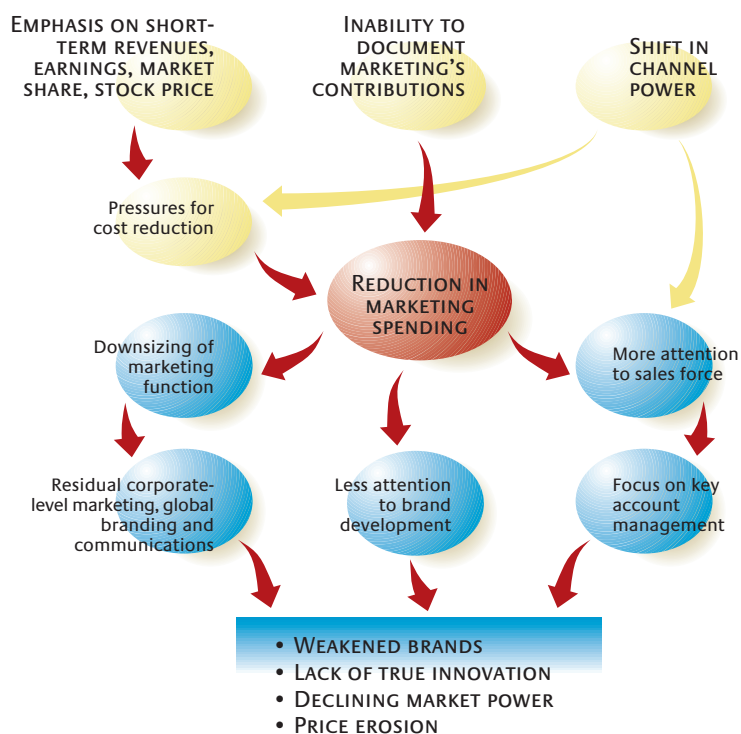 EMPHASIS ON SHORT-
TERM REVENUES,
EARNINGS, MARKET
SHARE, STOCK PRICE
INABILITY TO
DOCUMENT
MARKETING'S
CONTRIBUTIONS
SHIFT IN
CHANNEL
POWER
Pressures for
cost reduction
REDUCTION IN
MARKETING
SPENDING
Downsizing of
marketing
function
More attention
to sales force
Residual corporate-
level marketing, global
branding and
communications
Less attention
to brand
development
Focus on key
account
management
• WEAKENED BRANDS
• LACK OF TRUE INNOVATION
• DECLINING MARKET POWER
• PRICE EROSION